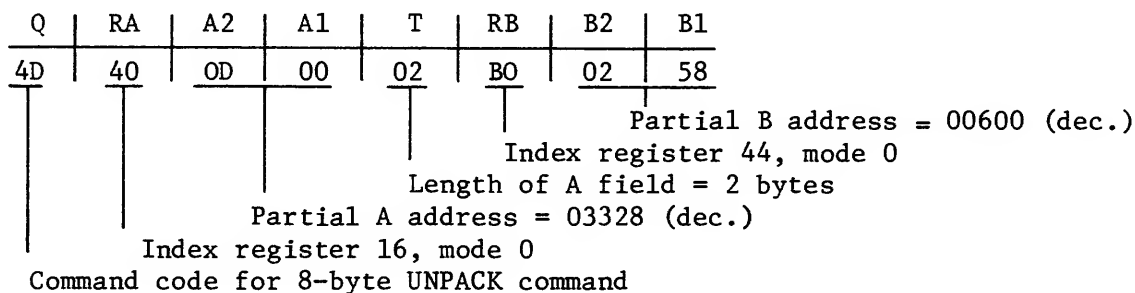 Q | RA | A2 | A1 | T | RB | B2 | B1
4D | 40 | 0D | 00 | 02 | B0 | 02 | 58
Partial B address = 00600 (dec.)
Index register 44, mode 0
Length of A field = 2 bytes
Partial A address = 03328 (dec.)
Index register 16, mode 0
Command code for 8-byte UNPACK command